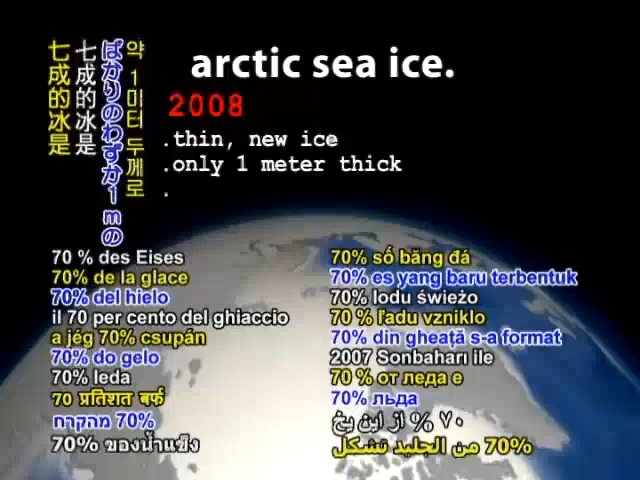 arctic sea ice.
2008
.thin, new ice
.only 1 meter thick
.
七成的冰是
七成的冰是
ばかりのわずか1mの
약 1 미터 두께로
70 % des Eises
70% de la glace
70% del hielo
il 70 per cento del ghiaccio
a jég 70% csupán
70% do gelo
70% leda
70 प्रतिशत बर्फ
70% מהקרח
70% ของน้ำแข็ง
70% số băng đá
70% es yang baru terbentuk
70% lodu świeżo
70 % ľadu vzniklo
70% din gheaţă s-a format
2007 Sonbaharı ile
70 % от леда е
70% льда
۷۰ % از این یخ
70% من الجليد تشكل